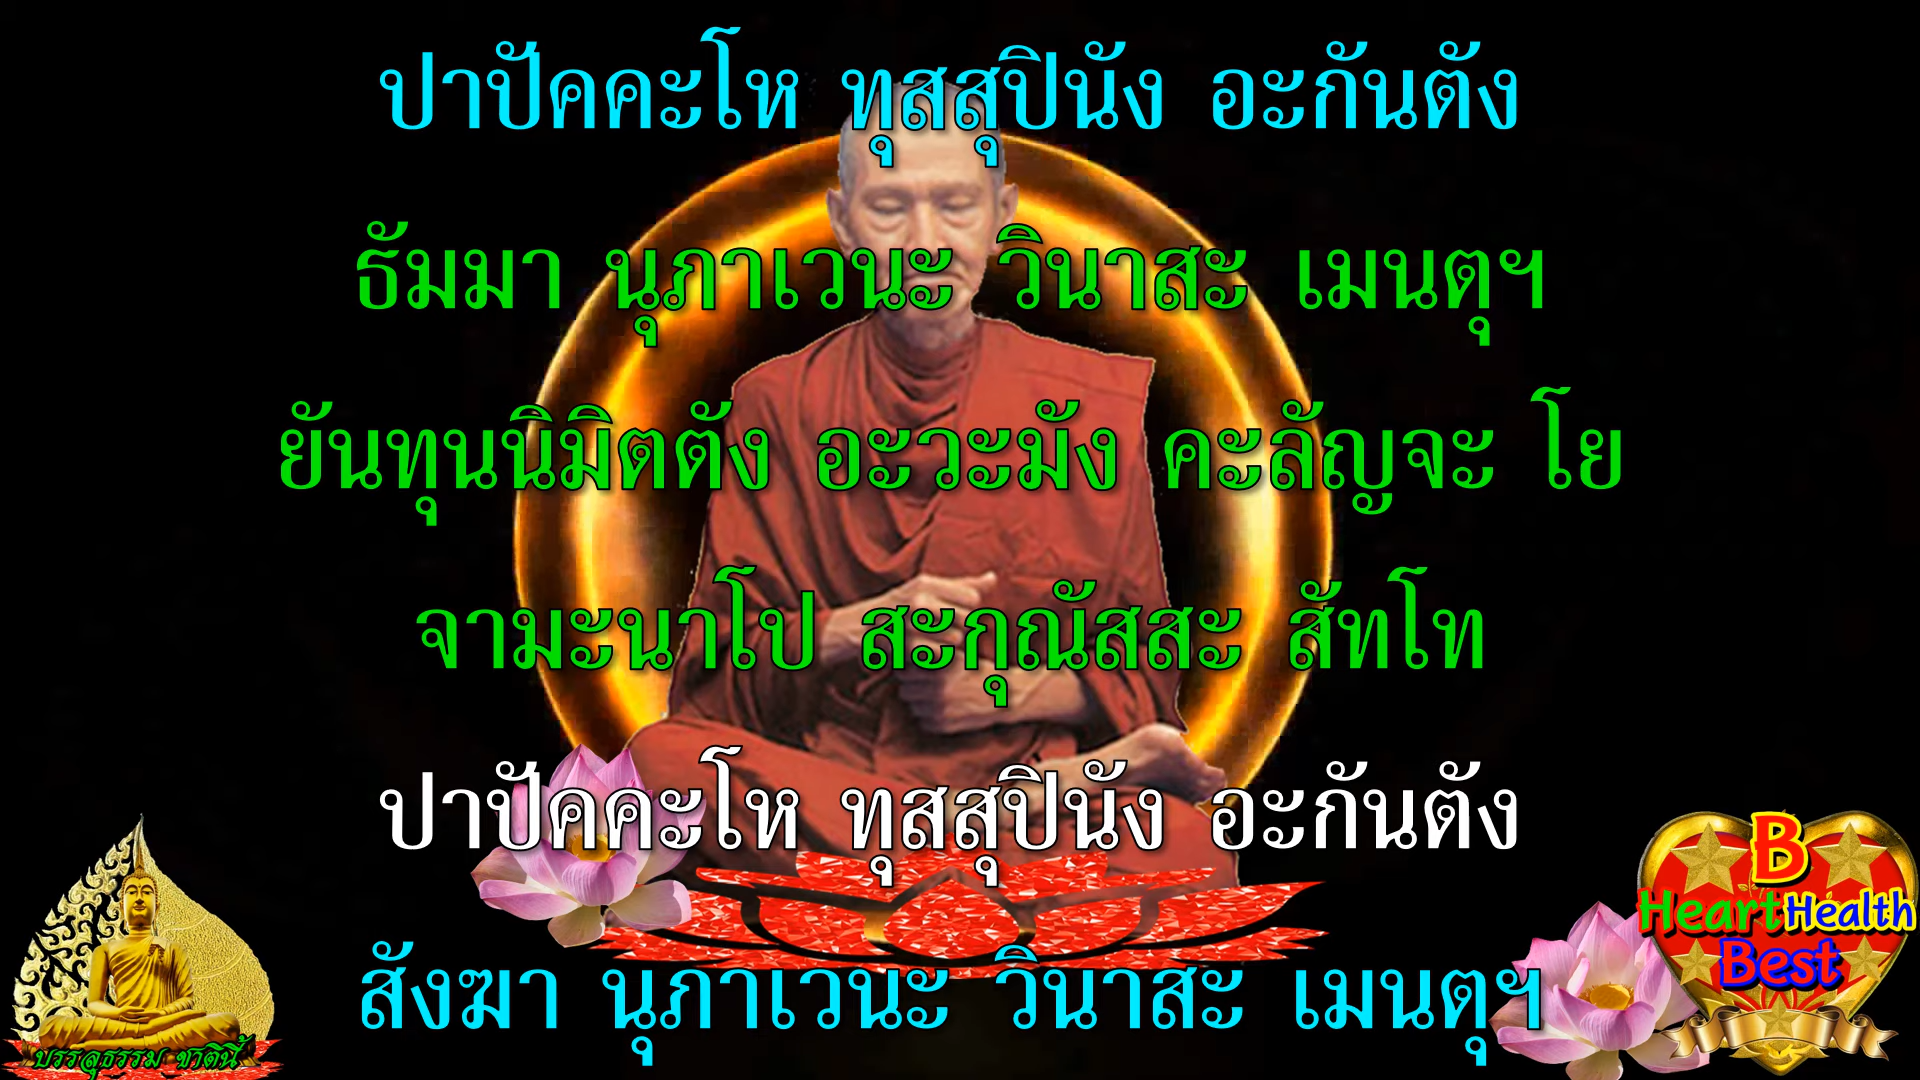 ปาปัคคะโห ทุสสุปินัง อะกันตัง
ธัมมา นุภาเวนะ วินาสะ เมนตุฯ
ยันทุนนิมิตตัง อะวะมัง คะลัญจะ โย
จามะนาโป สะกุณัสสะ สัทโท
ปาปัคคะโห ทุสสุปินัง อะกันตัง
สังฆา นุภาเวนะ วินาสะ เมนตุฯ
บรรลุธรรม ชาตินี้
B
Heart Health
Best